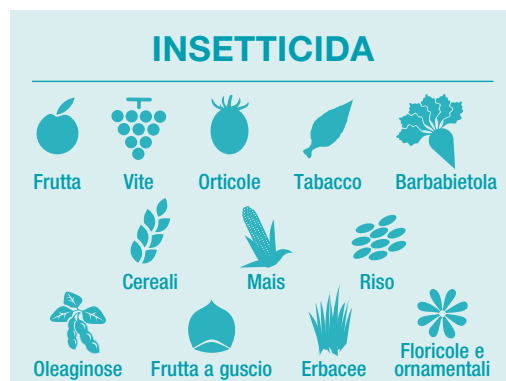 INSETTICIDA
Frutta Vite Orticole Tabacco Barbabietola
Cereali Mais Riso
Oleaginose Frutta a guscio Erbacee Floricole e
ornamentali